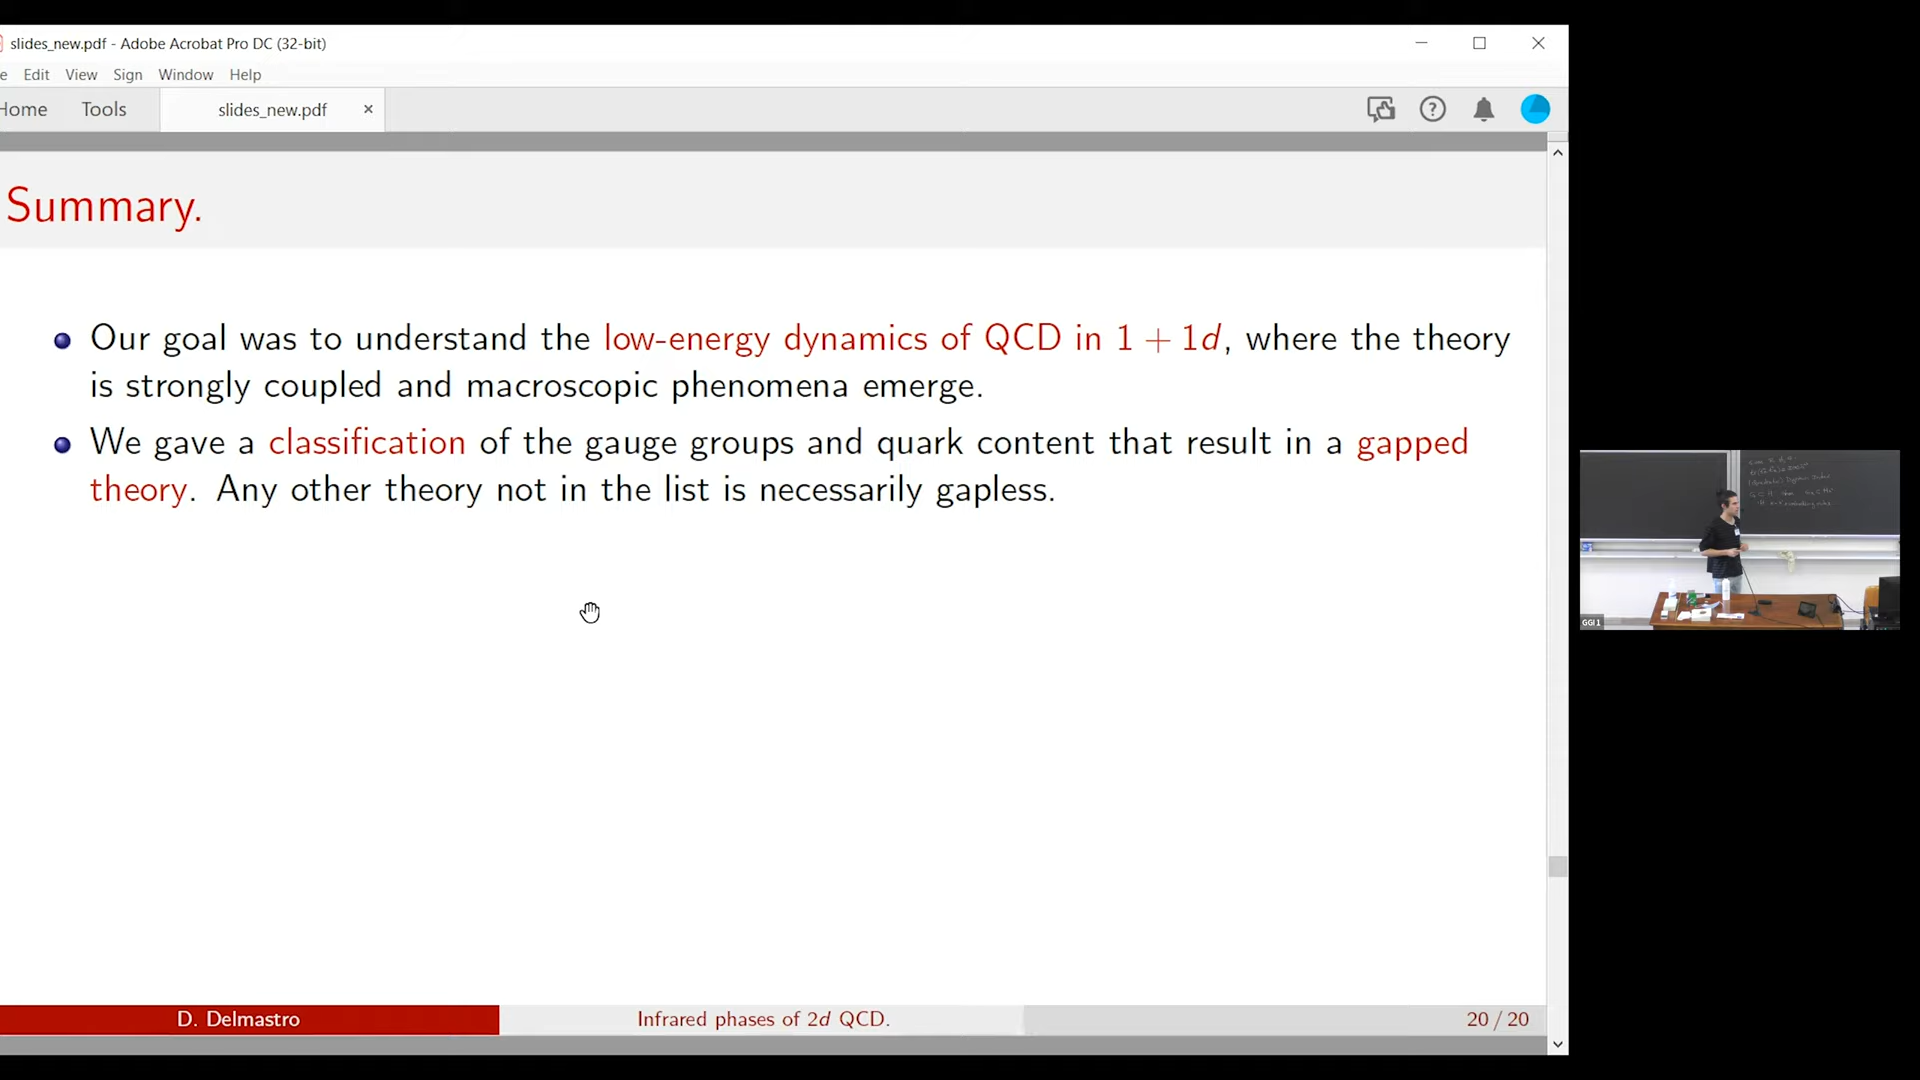 slides_new.pdf - Adobe Acrobat Pro DC (32-bit)
e Edit View Sign Window Help
Home Tools slides_new.pdf ×
Summary.
Our goal was to understand the low-energy dynamics of QCD in 1 + 1d, where the theory
is strongly coupled and macroscopic phenomena emerge.
We gave a classification of the gauge groups and quark content that result in a gapped
theory. Any other theory not in the list is necessarily gapless.
D. Delmastro Infrared phases of 2d QCD. 20 / 20
GGI 1